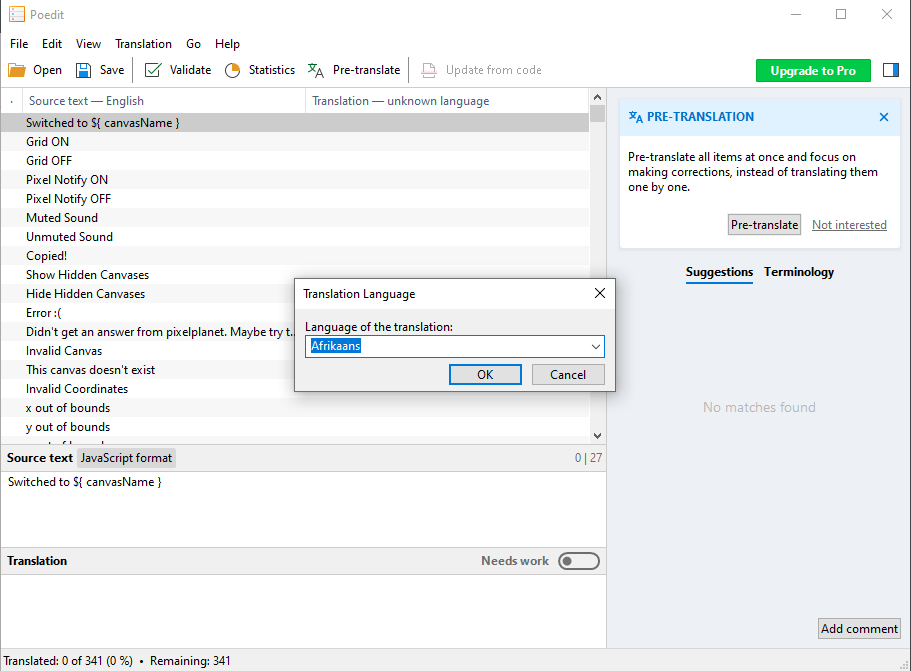 Poedit
File Edit View Translation Go Help
Open Save Validate Statistics Pre-translate Update from code Upgrade to Pro
Source text — English Translation — unknown language
Switched to ${ canvasName }
Grid ON
Grid OFF
Pixel Notify ON
Pixel Notify OFF
Muted Sound
Unmuted Sound
Copied!
Show Hidden Canvases
Hide Hidden Canvases
Error :(
Didn't get an answer from pixelplanet. Maybe try t...
Invalid Canvas
This canvas doesn't exist
Invalid Coordinates
x out of bounds
y out of bounds
Translation Language
Language of the translation:
Afrikaans
OK Cancel
Source text JavaScript format 0 | 27
Switched to ${ canvasName }
Translation Needs work
PRE-TRANSLATION
Pre-translate all items at once and focus on
making corrections, instead of translating them
one by one.
Pre-translate Not interested
Suggestions Terminology
No matches found
Add comment
Translated: 0 of 341 (0 %) • Remaining: 341